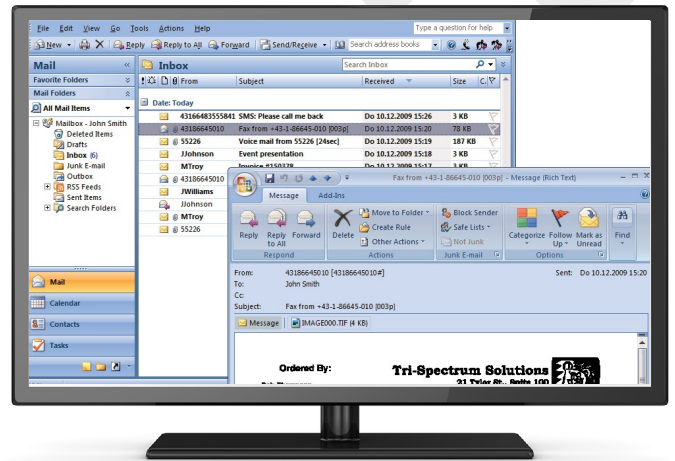 File Edit View Go Tools Actions Help Type a question for help
New Reply Reply to All Forward Send/Receive Search address books
Mail Inbox Search Inbox
Favorite Folders ! From Subject Received Size C.
Mail Folders
All Mail Items Date: Today
Mailbox - John Smith
Deleted Items
Drafts
Inbox (6)
Junk E-mail
Outbox
RSS Feeds
Sent Items
Search Folders
43166483555841 SMS: Please call me back Do 10.12.2009 15:26 3 KB
43186645010 Fax from +43-1-86645-010 [003p] Do 10.12.2009 15:20 78 KB
55226 Voice mail from 55226 [24sec] Do 10.12.2009 15:19 187 KB
JJohnson Event presentation Do 10.12.2009 15:18 3 KB
MTroy Invoice #150378 Do 10.12.2009 15:17 3 KB
43186645010
JWilliams
JJohnson
MTroy
55226
Mail
Calendar
Contacts
Tasks
Fax from +43-1-86645-010 [003p] - Message (Rich Text)
Message Add-Ins
Reply Reply to All Forward Delete Move to Folder Block Sender Categorize Follow Up Mark as Unread Find
Create Rule Safe Lists
Other Actions Not Junk
Respond Actions Junk E-mail Options
From: 43186645010 [43186645010#] Sent: Do 10.12.2009 15:20
To: John Smith
Cc:
Subject: Fax from +43-1-86645-010 [003p]
Message IMAGE000.TIF (4 KB)
Ordered By: Tri-Spectrum Solutions